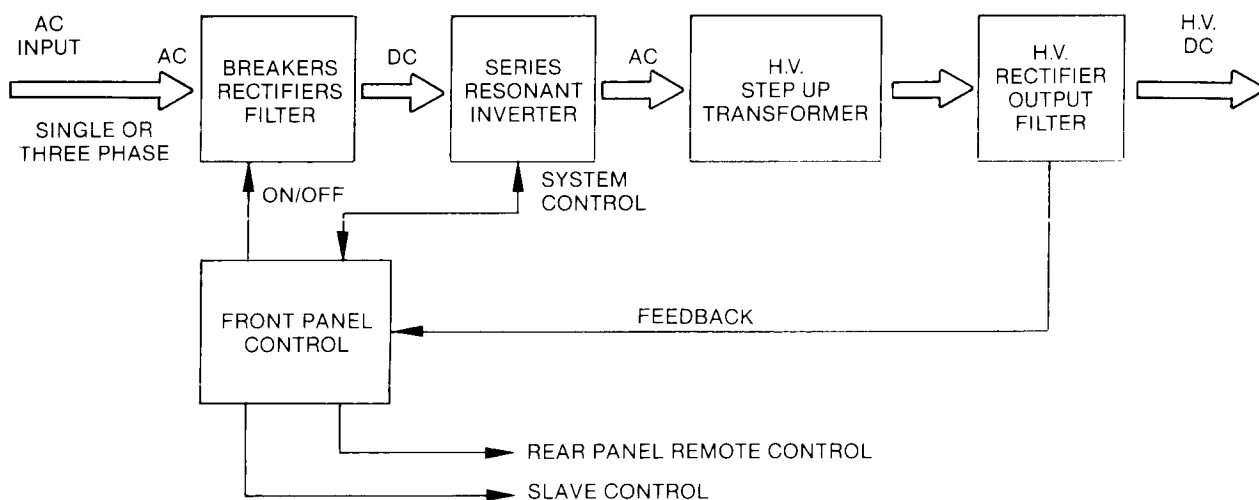 AC
INPUT
AC
SINGLE OR
THREE PHASE
BREAKERS
RECTIFIERS
FILTER
DC
SERIES
RESONANT
INVERTER
AC
H.V.
STEP UP
TRANSFORMER
H.V.
RECTIFIER
OUTPUT
FILTER
H.V.
DC
ON/OFF
SYSTEM
CONTROL
FRONT PANEL
CONTROL
FEEDBACK
REAR PANEL REMOTE CONTROL
SLAVE CONTROL